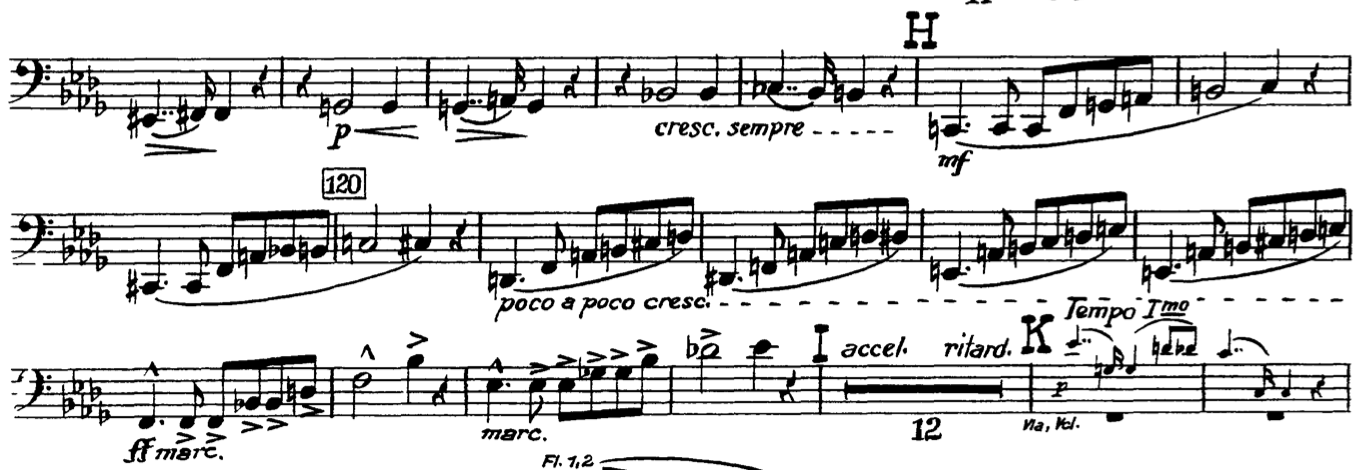 H
p
cresc. sempre
mf
120
poco a poco cresc.
Tempo Imo
I accel. ritard. K
p
Vla, Vcl.
12
ff marc.
marc.
Fl. 1,2